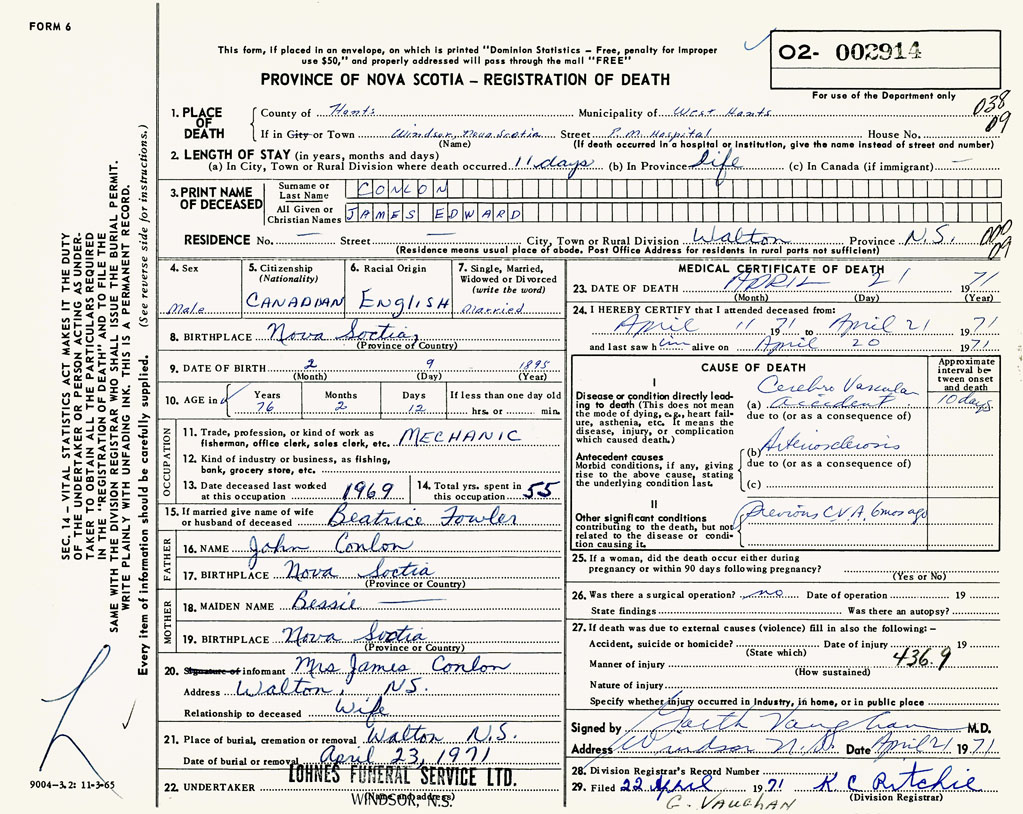 FORM 6
This form, if placed in an envelope, on which is printed "Dominion Statistics – Free, penalty for improper
use $50," and properly addressed will pass through the mail "FREE"
PROVINCE OF NOVA SCOTIA – REGISTRATION OF DEATH
02- 002914
For use of the Department only
038
09
1. PLACE OF DEATH
County of Hants Municipality of West Hants
If in City or Town Windsor, Nova Scotia Street P.M. Hospital House No.
(Name) (If death occurred in a hospital or institution, give the name instead of street and number)
2. LENGTH OF STAY (in years, months and days)
(a) In City, Town or Rural Division where death occurred 11 days (b) In Province life (c) In Canada (if immigrant) —
3. PRINT NAME OF DECEASED
Surname or Last Name CONLON
All Given or Christian Names JAMES EDWARD
RESIDENCE No. — Street — City, Town or Rural Division Walton Province N.S.
(Residence means usual place of abode. Post Office Address for residents in rural parts not sufficient)
000
09
4. Sex
Male
5. Citizenship (Nationality)
CANADIAN
6. Racial Origin
ENGLISH
7. Single, Married, Widowed or Divorced (write the word)
Married
8. BIRTHPLACE Nova Soctia
(Province or Country)
9. DATE OF BIRTH 2 9 1895
(Month) (Day) (Year)
10. AGE in
Years 76 Months 2 Days 12 If less than one day old
hrs. or min.
OCCUPATION
11. Trade, profession, or kind of work as
fisherman, office clerk, sales clerk, etc. MECHANIC
12. Kind of industry or business, as fishing,
bank, grocery store, etc.
13. Date deceased last worked
at this occupation 1969
14. Total yrs. spent in
this occupation 55
15. If married give name of wife
or husband of deceased Beatrice Fowler
FATHER
16. NAME John Conlon
17. BIRTHPLACE Nova Soctia
(Province or Country)
MOTHER
18. MAIDEN NAME Bessie —
19. BIRTHPLACE Nova Soctia
(Province or Country)
20. Signature of informant Mrs James Conlon
Address Walton, NS.
Relationship to deceased Wife
21. Place of burial, cremation or removal Walton N.S.
Date of burial or removal April 23, 1971
22. UNDERTAKER LOHNES FUNERAL SERVICE LTD.
(Name and address)
WINDSOR, N.S.
MEDICAL CERTIFICATE OF DEATH
23. DATE OF DEATH APRIL 21 1971
(Month) (Day) (Year)
24. I HEREBY CERTIFY that I attended deceased from:
April 11 1971 to April 21 1971
and last saw him alive on April 20 1971
CAUSE OF DEATH
Approximate interval between onset and death
I
Disease or condition directly leading to death (This does not mean
the mode of dying, e.g., heart failure, asthenia, etc. It means the
disease, injury, or complication
which caused death.)
(a) Cerebro Vascular accident 10 days
due to (or as a consequence of)
Antecedent causes
Morbid conditions, if any, giving
rise to the above cause, stating
the underlying condition last.
(b) Arteriosclerosis
due to (or as a consequence of)
(c)
II
Other significant conditions
contributing to the death, but not
related to the disease or condition causing it.
Previous C.V.A. 6 mos ago
25. If a woman, did the death occur either during
pregnancy or within 90 days following pregnancy?
(Yes or No)
26. Was there a surgical operation? no Date of operation 19
State findings Was there an autopsy?
27. If death was due to external causes (violence) fill in also the following: –
Accident, suicide or homicide? Date of injury 19
(State which)
436.9
Manner of injury
(How sustained)
Nature of injury
Specify whether injury occurred in industry, in home, or in public place
Signed by Garth Vaughan M.D.
Address Windsor N.S. Date April 21 1971
28. Division Registrar's Record Number
29. Filed 22 April 1971 K C Ritchie
(Division Registrar)
G. VAUGHAN
SEC. 14 – VITAL STATISTICS ACT MAKES IT THE DUTY
OF THE UNDERTAKER OR PERSON ACTING AS UNDER-
TAKER TO OBTAIN ALL THE PARTICULARS REQUIRED
IN THE "REGISTRATION OF DEATH" AND TO FILE THE
SAME WITH THE DIVISION REGISTRAR WHO SHALL ISSUE THE BURIAL PERMIT.
WRITE PLAINLY WITH UNFADING INK. THIS IS A PERMANENT RECORD.
Every item of information should be carefully supplied. (See reverse side for instructions.)
9004–3.2: 11-3-65